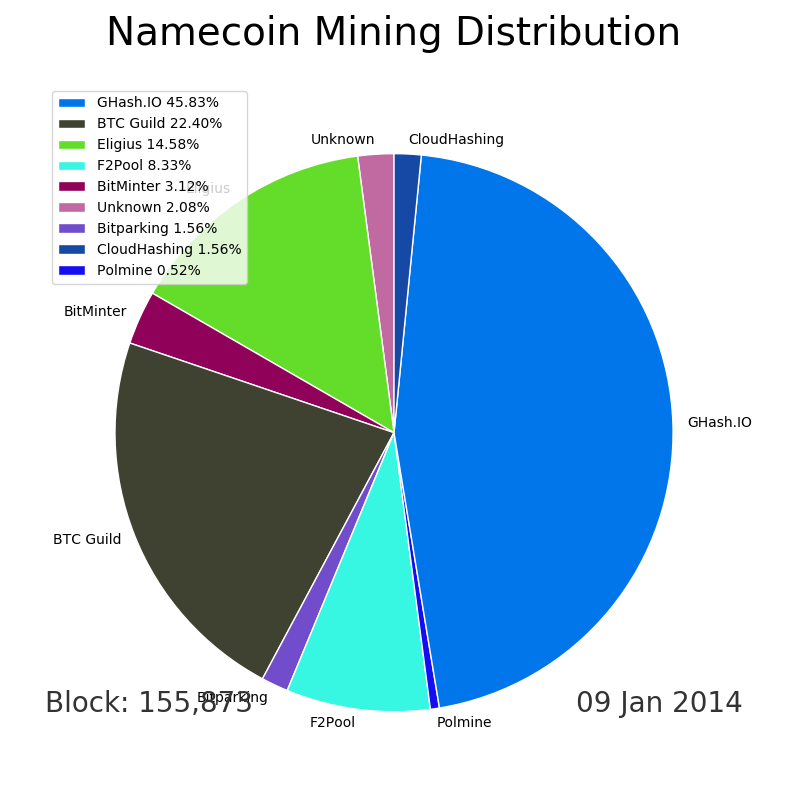 Namecoin Mining Distribution
GHash.IO 45.83%
BTC Guild 22.40%
Eligius 14.58%
F2Pool 8.33%
BitMinter 3.12%
Unknown 2.08%
Bitparking 1.56%
CloudHashing 1.56%
Polmine 0.52%
Unknown
CloudHashing
Eligius
BitMinter
GHash.IO
BTC Guild
Bitparking
Block: 155,873
09 Jan 2014
F2Pool
Polmine